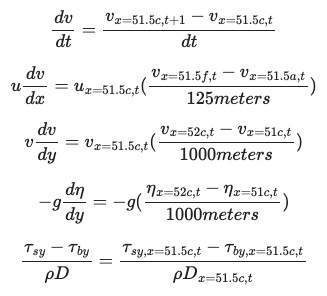 dv/dt = (v_{x=51.5c,t+1} − v_{x=51.5c,t})/dt
u dv/dx = u_{x=51.5c,t}((v_{x=51.5f,t} − v_{x=51.5a,t})/125meters)
v dv/dy = v_{x=51.5c,t}((v_{x=52c,t} − v_{x=51c,t})/1000meters)
−g dη/dy = −g((η_{x=52c,t} − η_{x=51c,t})/1000meters)
(τ_{sy} − τ_{by})/ρD = (τ_{sy,x=51.5c,t} − τ_{by,x=51.5c,t})/ρD_{x=51.5c,t}